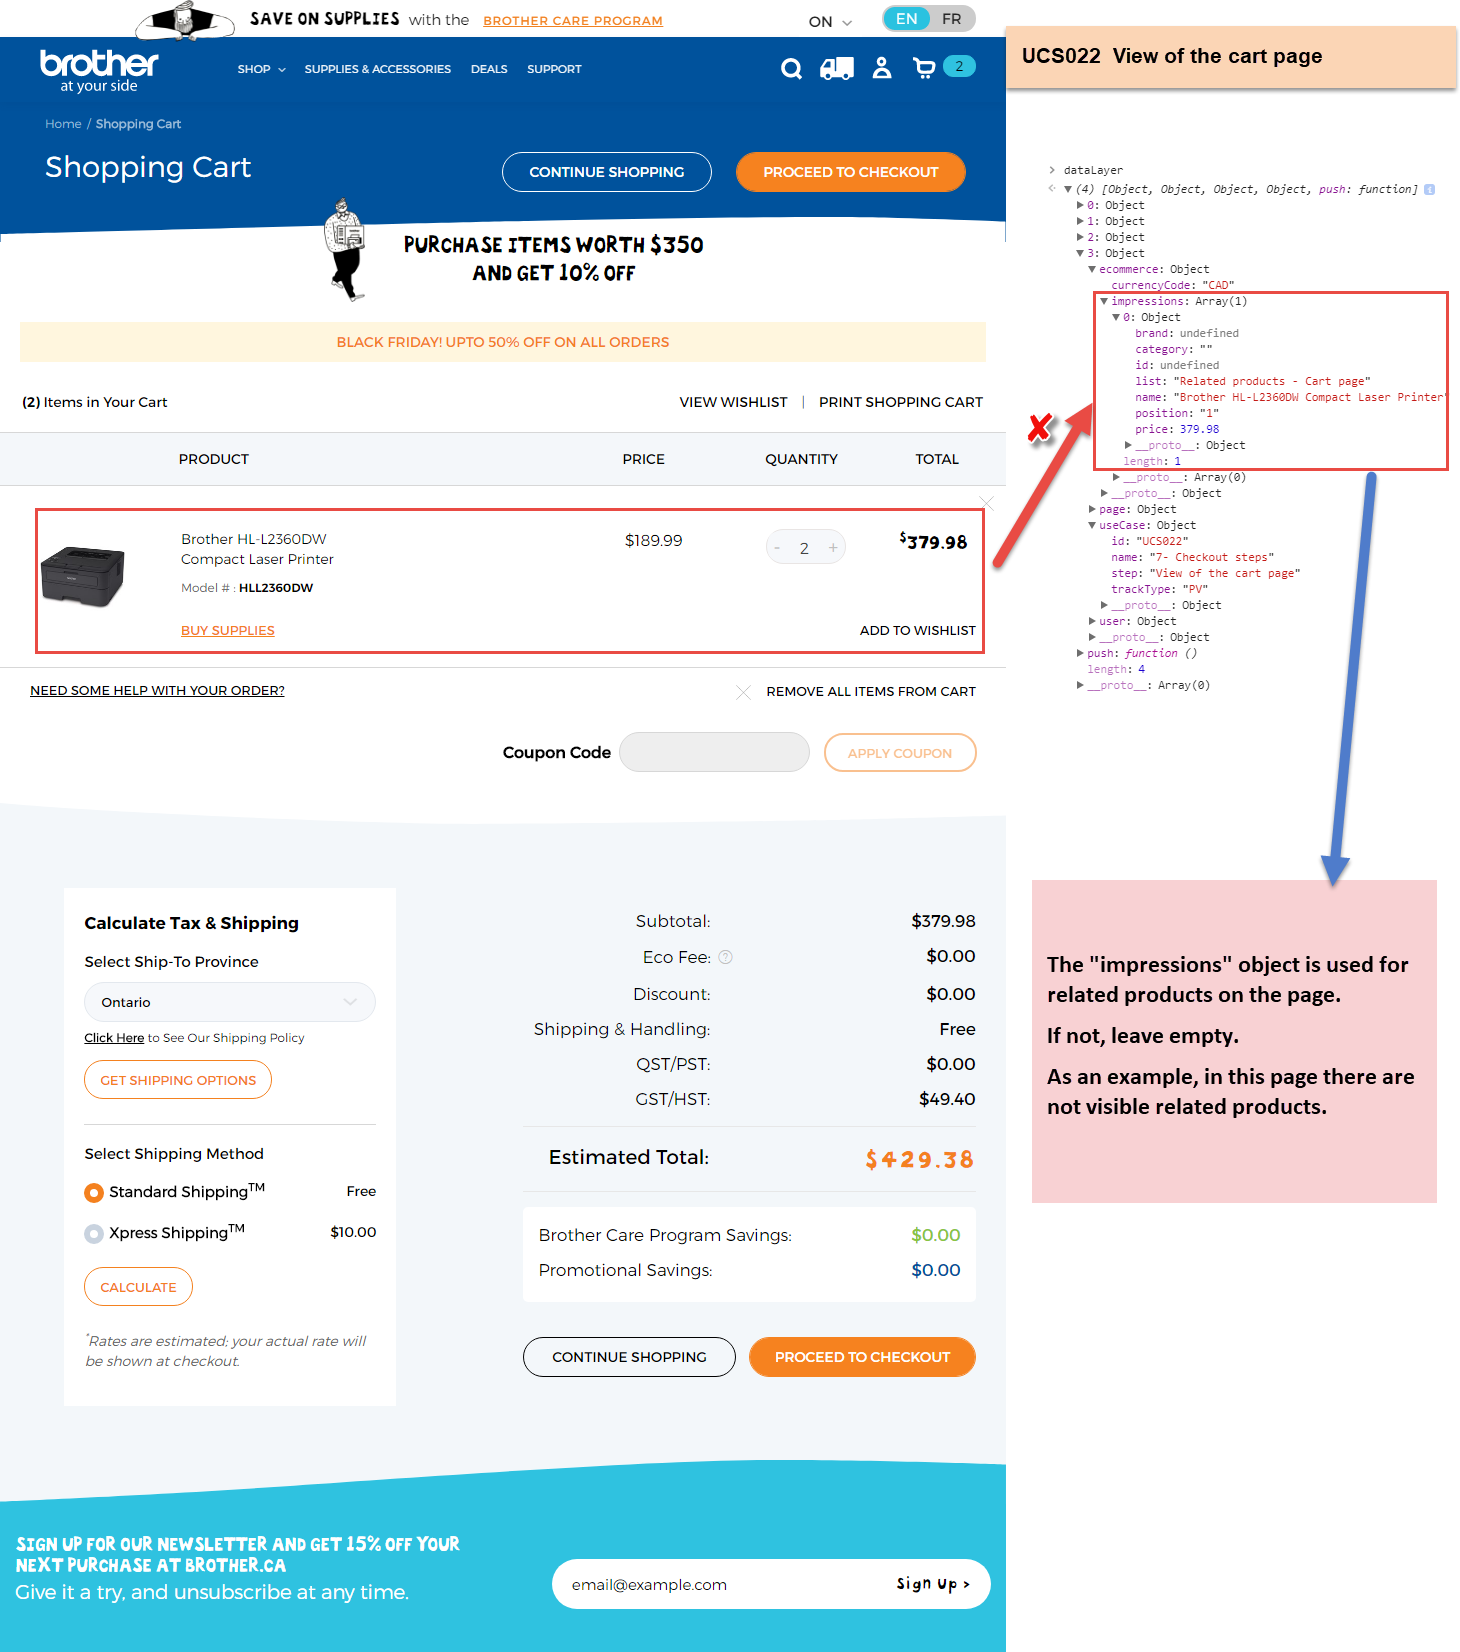 SAVE ON SUPPLIES with the BROTHER CARE PROGRAM
ON
EN FR
brother
at your side
SHOP SUPPLIES & ACCESSORIES DEALS SUPPORT
2
Home / Shopping Cart
Shopping Cart
CONTINUE SHOPPING
PROCEED TO CHECKOUT
PURCHASE ITEMS WORTH $350
AND GET 10% OFF
BLACK FRIDAY! UPTO 50% OFF ON ALL ORDERS
(2) Items in Your Cart
VIEW WISHLIST | PRINT SHOPPING CART
PRODUCT PRICE QUANTITY TOTAL
Brother HL-L2360DW
Compact Laser Printer
$189.99
- 2 +
$379.98
Model # : HLL2360DW
BUY SUPPLIES
ADD TO WISHLIST
NEED SOME HELP WITH YOUR ORDER?
REMOVE ALL ITEMS FROM CART
Coupon Code
APPLY COUPON
Calculate Tax & Shipping
Select Ship-To Province
Ontario
Click Here to See Our Shipping Policy
GET SHIPPING OPTIONS
Select Shipping Method
Standard Shipping™ Free
Xpress Shipping™ $10.00
CALCULATE
*Rates are estimated; your actual rate will
be shown at checkout.
Subtotal: $379.98
Eco Fee: ? $0.00
Discount: $0.00
Shipping & Handling: Free
QST/PST: $0.00
GST/HST: $49.40
Estimated Total: $429.38
Brother Care Program Savings: $0.00
Promotional Savings: $0.00
CONTINUE SHOPPING
PROCEED TO CHECKOUT
SIGN UP FOR OUR NEWSLETTER AND GET 15% OFF YOUR
NEXT PURCHASE AT BROTHER.CA
Give it a try, and unsubscribe at any time.
email@example.com
Sign Up >
UCS022 View of the cart page
> dataLayer
(4) [Object, Object, Object, Object, push: function] i
0: Object
1: Object
2: Object
3: Object
ecommerce: Object
currencyCode: "CAD"
impressions: Array(1)
0: Object
brand: undefined
category: ""
id: undefined
list: "Related products - Cart page"
name: "Brother HL-L2360DW Compact Laser Printer"
position: "1"
price: 379.98
__proto__: Object
length: 1
__proto__: Array(0)
__proto__: Object
page: Object
useCase: Object
id: "UCS022"
name: "7- Checkout steps"
step: "View of the cart page"
trackType: "PV"
__proto__: Object
user: Object
__proto__: Object
push: function ()
length: 4
__proto__: Array(0)
The "impressions" object is used for
related products on the page.
If not, leave empty.
As an example, in this page there are
not visible related products.